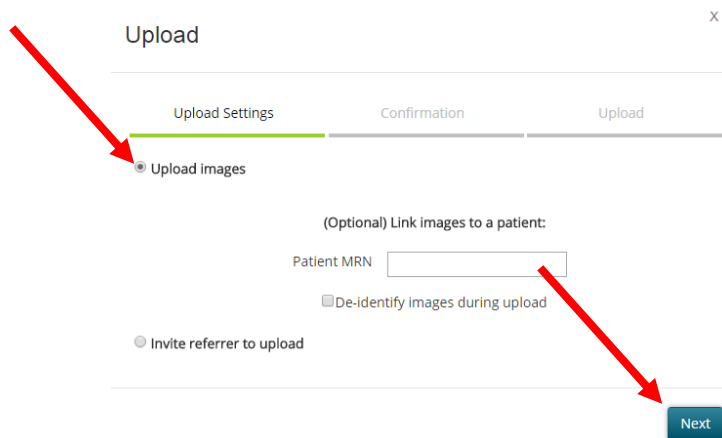 x
Upload
Upload Settings Confirmation Upload
Upload images
(Optional) Link images to a patient:
Patient MRN
De-identify images during upload
Invite referrer to upload
Next